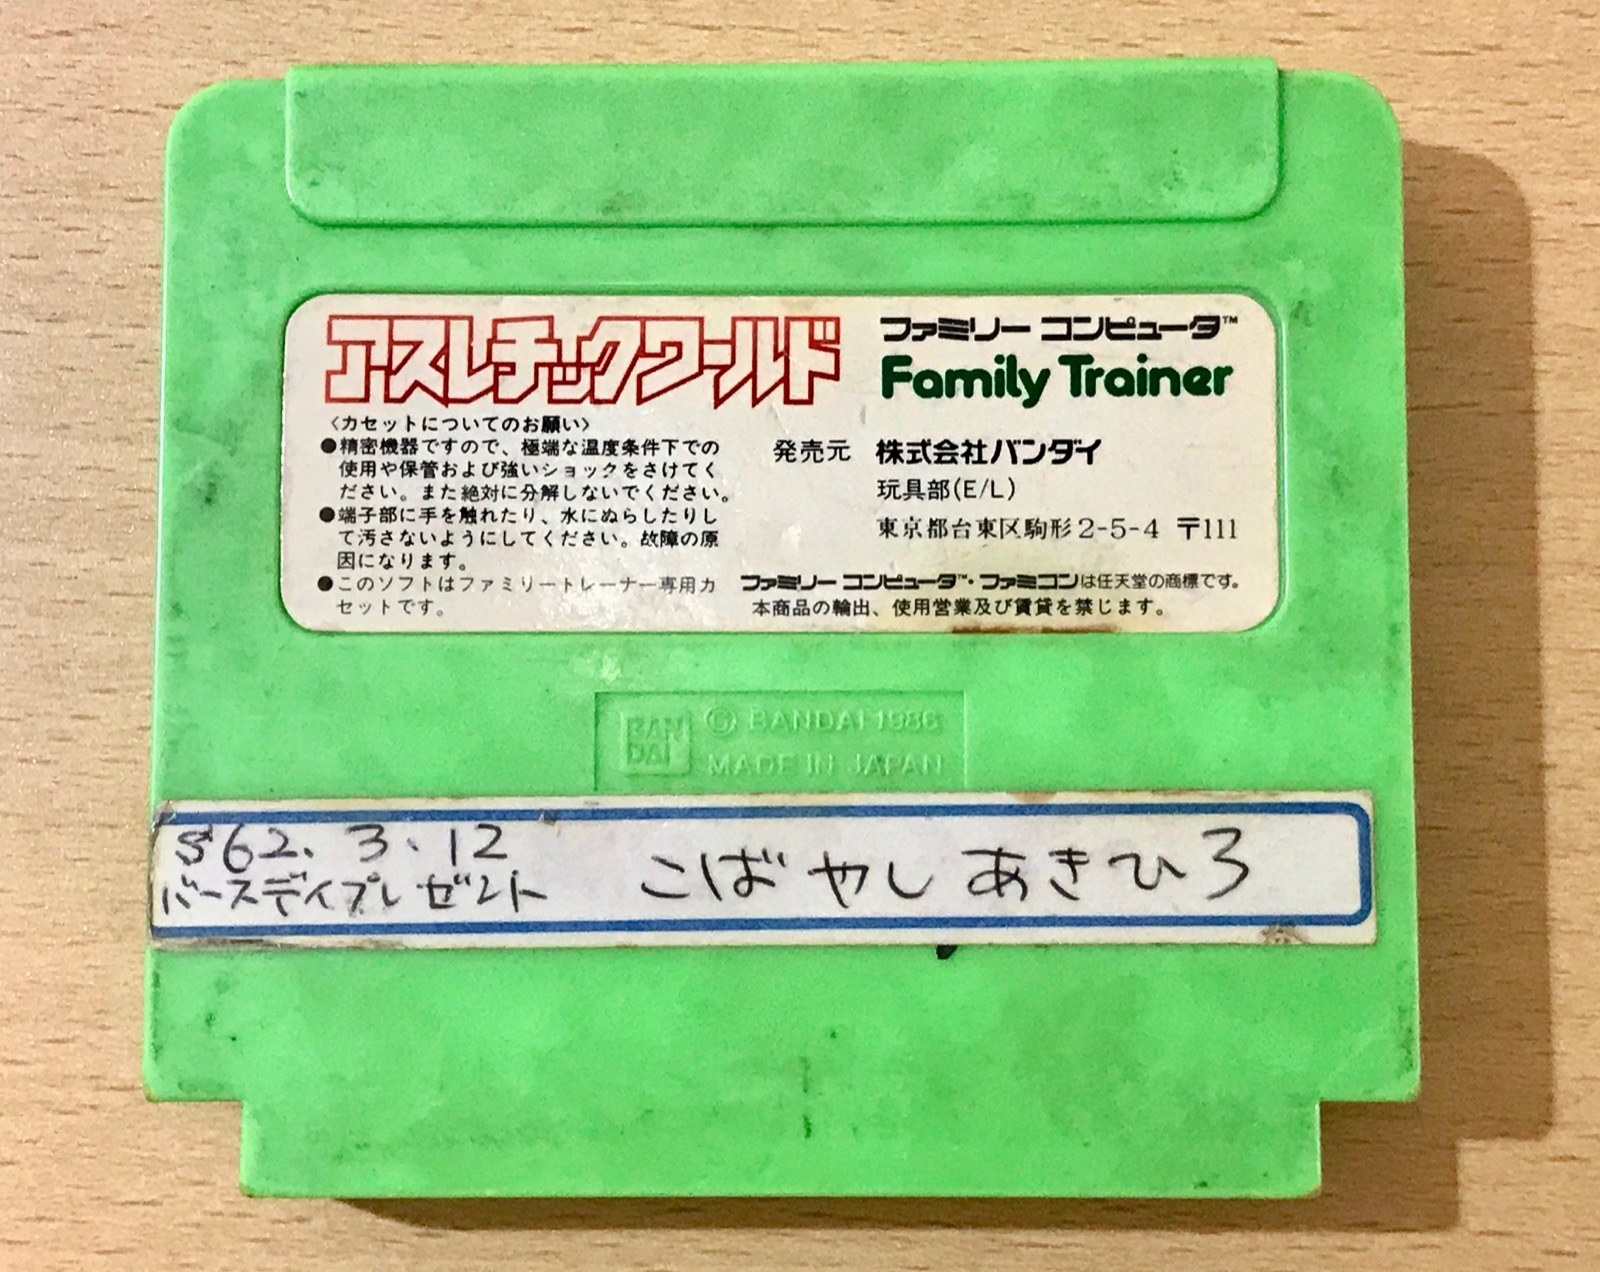 アスレチックワールド
ファミリー コンピュータ™
Family Trainer
〈カセットについてのお願い〉
●精密機器ですので、極端な温度条件下での
使用や保管および強いショックをさけてく
ださい。また絶対に分解しないでください。
●端子部に手を触れたり、水にぬらしたりし
て汚さないようにしてください。故障の原
因になります。
●このソフトはファミリートレーナー専用カ
セットです。
発売元 株式会社バンダイ
玩具部(E/L)
東京都台東区駒形2-5-4 〒111
ファミリー コンピュータ™・ファミコンは任天堂の商標です。
本商品の輸出、使用営業及び賃貸を禁じます。
BAN
DAI
© BANDAI 1986
MADE IN JAPAN
S62. 3. 12
バースデイプレゼント
こばやしあきひろ